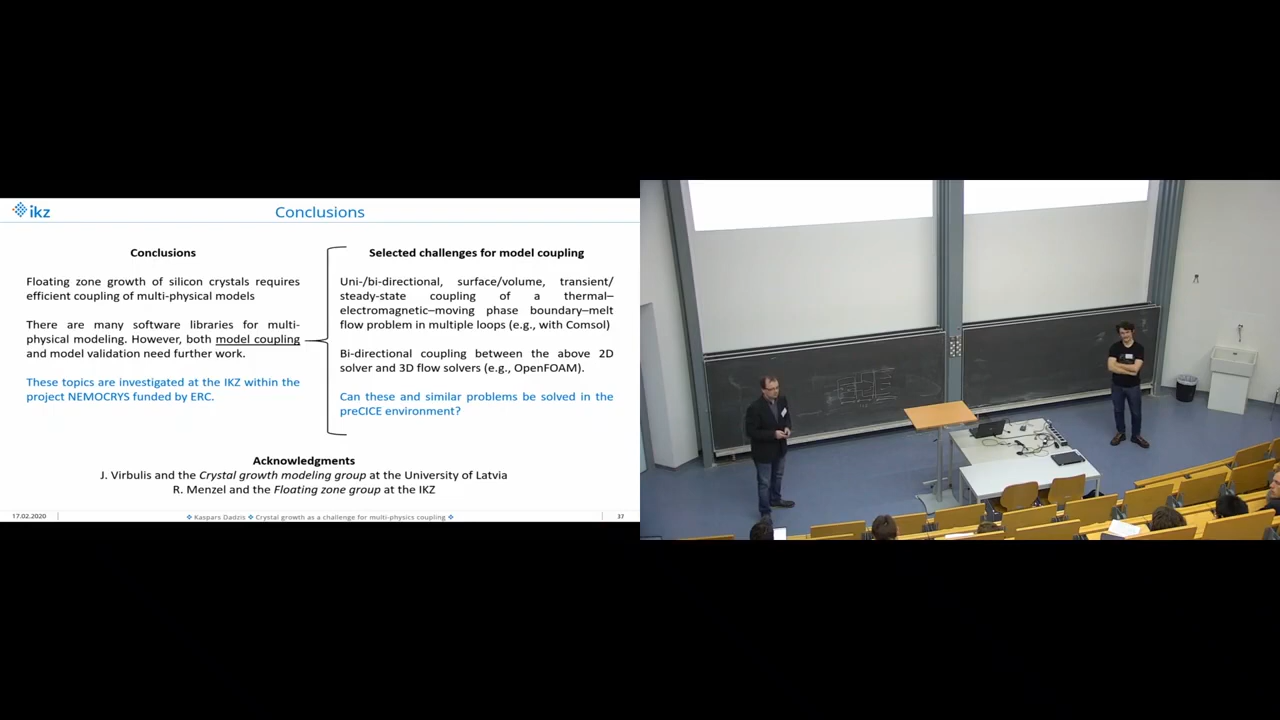 ikz
Conclusions
Conclusions
Floating zone growth of silicon crystals requires
efficient coupling of multi-physical models
There are many software libraries for multi-
physical modeling. However, both model coupling
and model validation need further work.
These topics are investigated at the IKZ within the
project NEMOCRYS funded by ERC.
Selected challenges for model coupling
Uni-/bi-directional, surface/volume, transient/
steady-state coupling of a thermal–
electromagnetic–moving phase boundary–melt
flow problem in multiple loops (e.g., with Comsol)
Bi-directional coupling between the above 2D
solver and 3D flow solvers (e.g., OpenFOAM).
Can these and similar problems be solved in the
preCICE environment?
Acknowledgments
J. Virbulis and the Crystal growth modeling group at the University of Latvia
R. Menzel and the Floating zone group at the IKZ
17.02.2020
❖ Kaspars Dadzis ❖ Crystal growth as a challenge for multi-physics coupling ❖
37